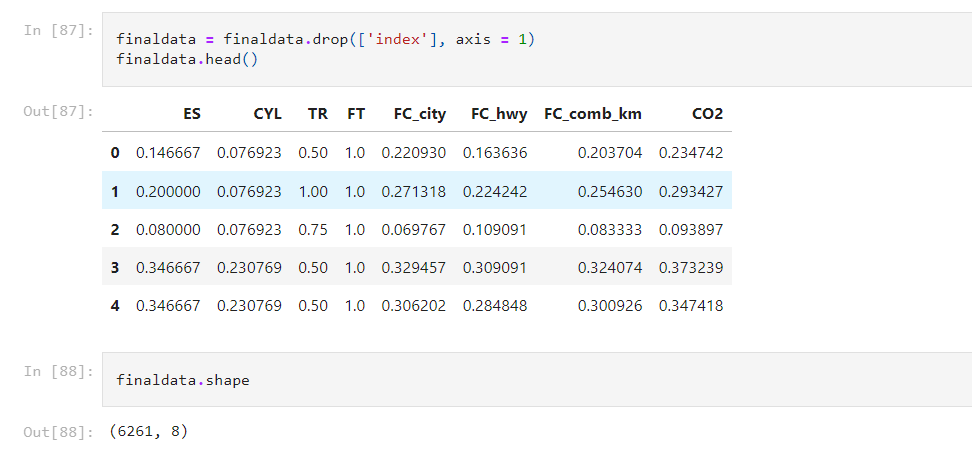 In [87]:
finaldata = finaldata.drop(['index'], axis = 1)
finaldata.head()
Out[87]:
ES CYL TR FT FC_city FC_hwy FC_comb_km CO2
0 0.146667 0.076923 0.50 1.0 0.220930 0.163636 0.203704 0.234742
1 0.200000 0.076923 1.00 1.0 0.271318 0.224242 0.254630 0.293427
2 0.080000 0.076923 0.75 1.0 0.069767 0.109091 0.083333 0.093897
3 0.346667 0.230769 0.50 1.0 0.329457 0.309091 0.324074 0.373239
4 0.346667 0.230769 0.50 1.0 0.306202 0.284848 0.300926 0.347418
In [88]:
finaldata.shape
Out[88]:
(6261, 8)